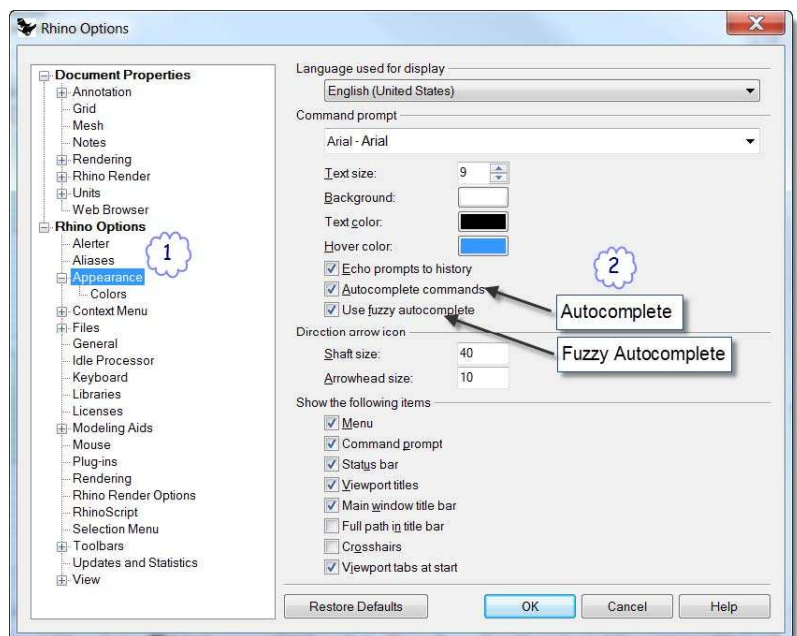 Rhino Options
Document Properties
Annotation
Grid
Mesh
Notes
Rendering
Rhino Render
Units
Web Browser
Rhino Options
Alerter
Aliases
1
Appearance
Colors
Context Menu
Files
General
Idle Processor
Keyboard
Libraries
Licenses
Modeling Aids
Mouse
Plug-ins
Rendering
Rhino Render Options
RhinoScript
Selection Menu
Toolbars
Updates and Statistics
View
Language used for display
English (United States)
Command prompt
Arial - Arial
Text size: 9
Background:
Text color:
Hover color:
Echo prompts to history
2
Autocomplete commands
Autocomplete
Use fuzzy autocomplete
Fuzzy Autocomplete
Direction arrow icon
Shaft size: 40
Arrowhead size: 10
Show the following items
Menu
Command prompt
Status bar
Viewport titles
Main window title bar
Full path in title bar
Crosshairs
Viewport tabs at start
Restore Defaults OK Cancel Help